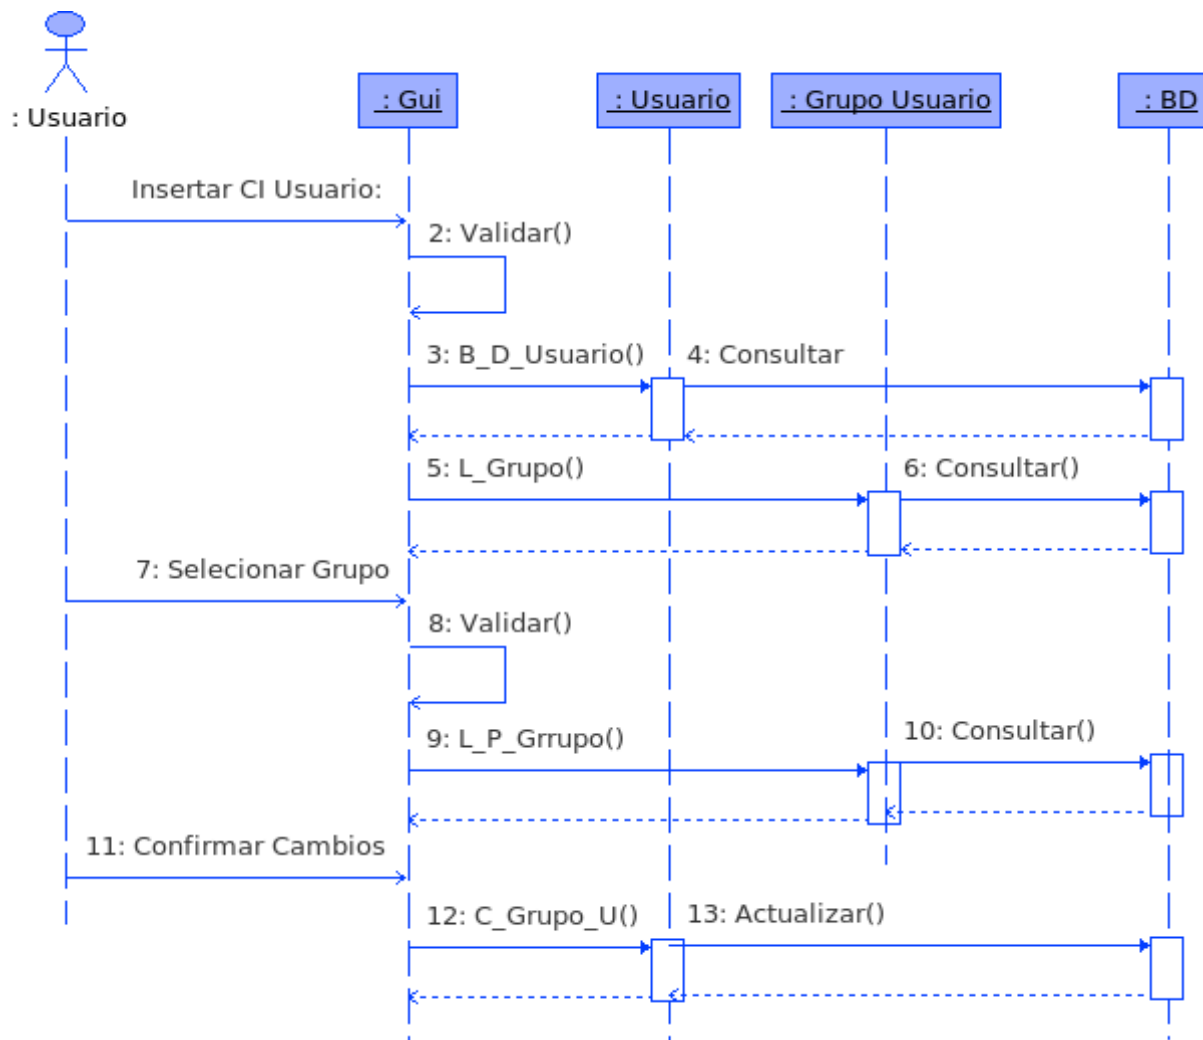 : Usuario
: Gui
: Usuario
: Grupo Usuario
: BD
Insertar CI Usuario:
2: Validar()
3: B_D_Usuario()
4: Consultar
5: L_Grupo()
6: Consultar()
7: Selecionar Grupo
8: Validar()
9: L_P_Grrupo()
10: Consultar()
11: Confirmar Cambios
12: C_Grupo_U()
13: Actualizar()